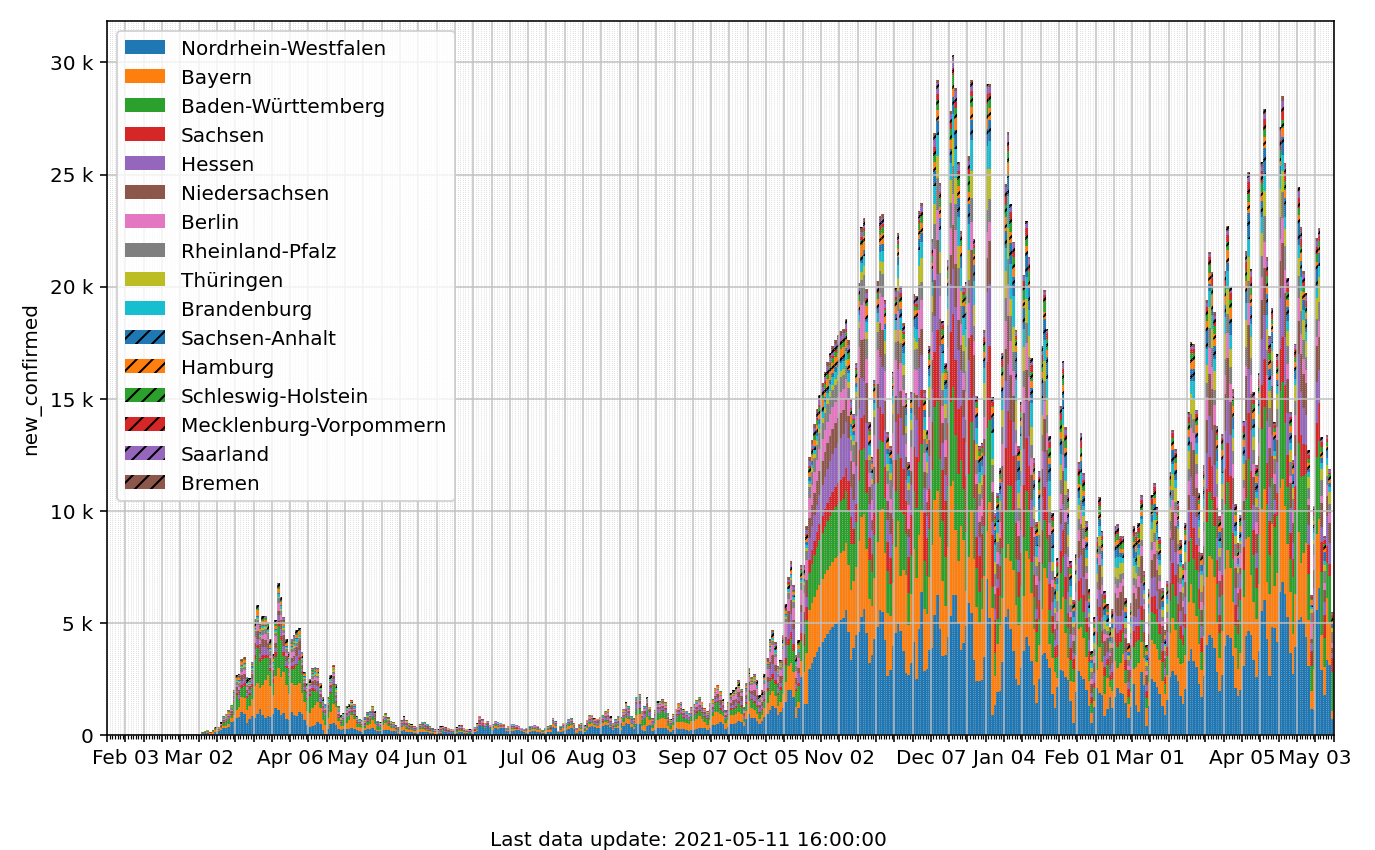 30 k
25 k
20 k
15 k
10 k
5 k
0
new_confirmed
Nordrhein-Westfalen
Bayern
Baden-Württemberg
Sachsen
Hessen
Niedersachsen
Berlin
Rheinland-Pfalz
Thüringen
Brandenburg
Sachsen-Anhalt
Hamburg
Schleswig-Holstein
Mecklenburg-Vorpommern
Saarland
Bremen
Feb 03 Mar 02 Apr 06 May 04 Jun 01 Jul 06 Aug 03 Sep 07 Oct 05 Nov 02 Dec 07 Jan 04 Feb 01 Mar 01 Apr 05 May 03
Last data update: 2021-05-11 16:00:00